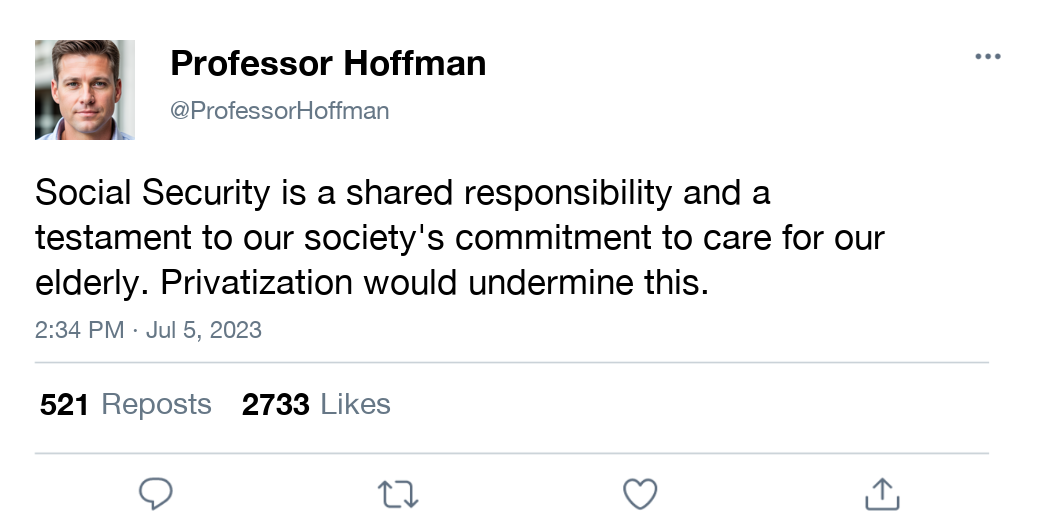 Professor Hoffman
@ProfessorHoffman
Social Security is a shared responsibility and a
testament to our society's commitment to care for our
elderly. Privatization would undermine this.
2:34 PM · Jul 5, 2023
521 Reposts 2733 Likes